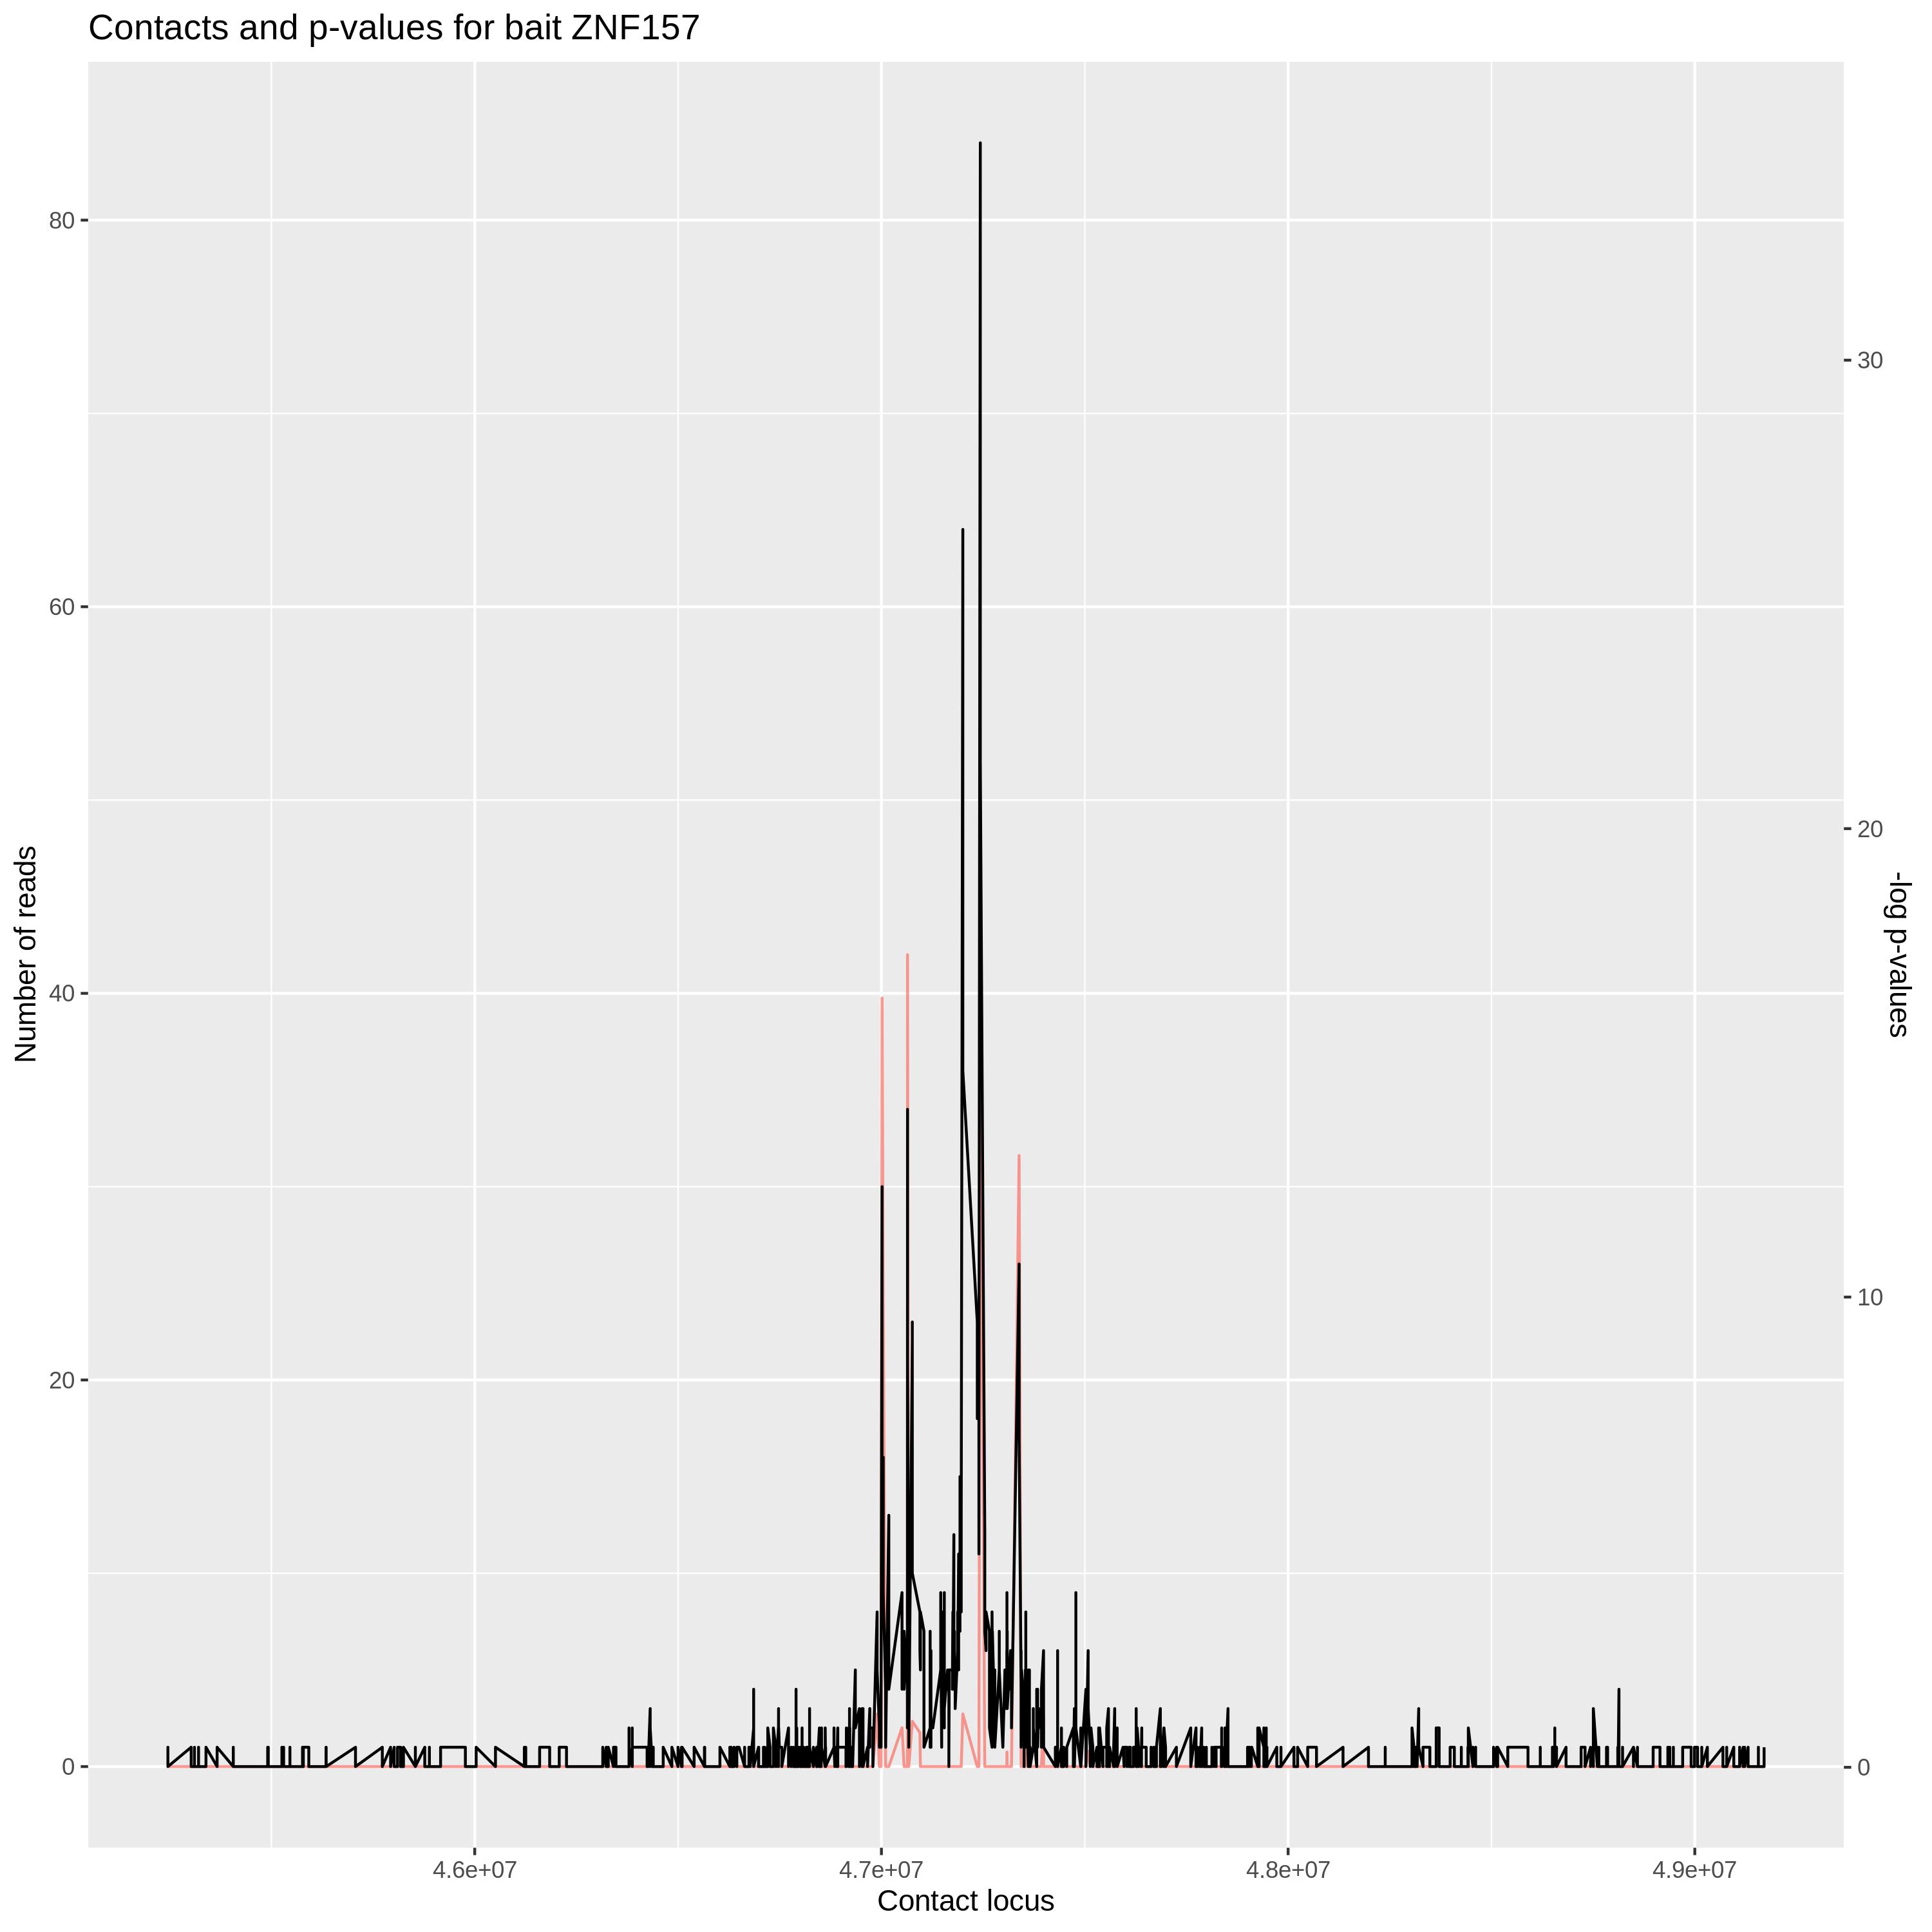 Contacts and p-values for bait ZNF157
80
60
40
20
0
Number of reads
30
20
10
0
-log p-values
4.6e+07
4.7e+07
4.8e+07
4.9e+07
Contact locus